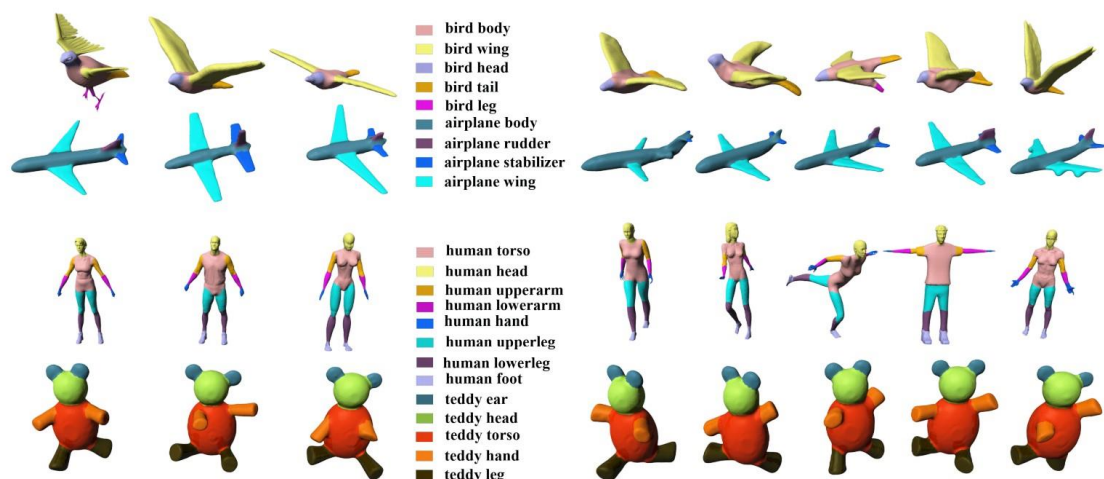 bird body
bird wing
bird head
bird tail
bird leg
airplane body
airplane rudder
airplane stabilizer
airplane wing
human torso
human head
human upperarm
human lowerarm
human hand
human upperleg
human lowerleg
human foot
teddy ear
teddy head
teddy torso
teddy hand
teddy leg